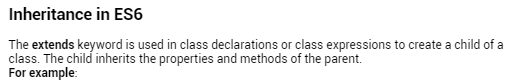 Inheritance in ES6
The extends keyword is used in class declarations or class expressions to create a child of a
class. The child inherits the properties and methods of the parent.
For example: